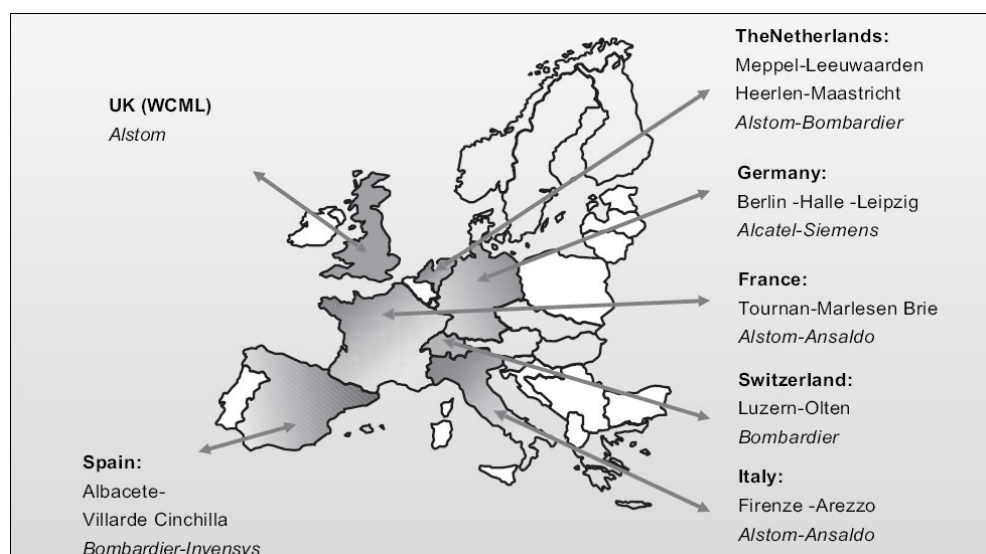 UK (WCML)
Alstom
TheNetherlands:
Meppel-Leeuwaarden
Heerlen-Maastricht
Alstom-Bombardier
Germany:
Berlin -Halle -Leipzig
Alcatel-Siemens
France:
Tournan-Marlesen Brie
Alstom-Ansaldo
Switzerland:
Luzern-Olten
Bombardier
Italy:
Firenze -Arezzo
Alstom-Ansaldo
Spain:
Albacete-
Villarde Cinchilla
Bombardier-Invensys